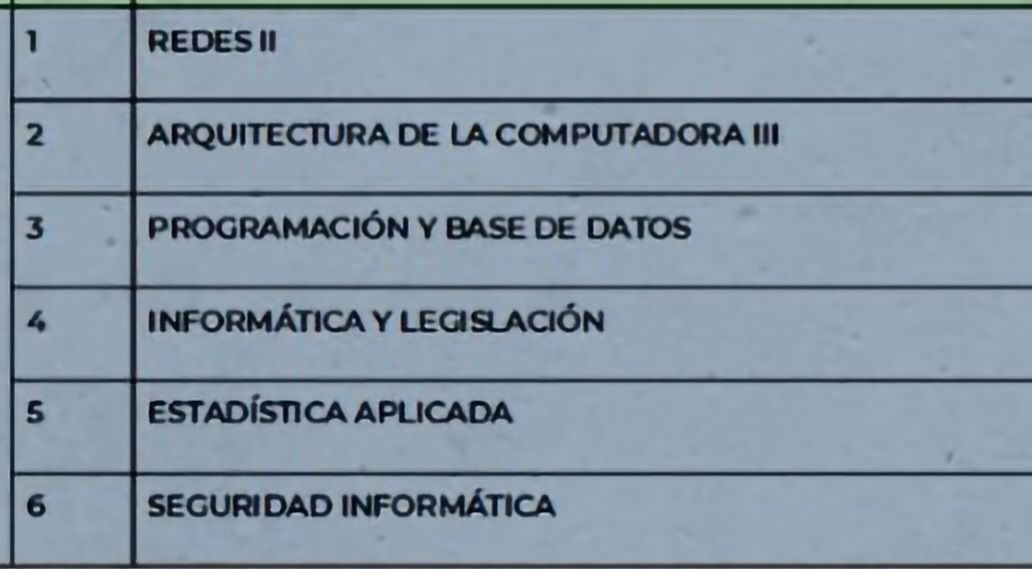 1 REDES II
2 ARQUITECTURA DE LA COMPUTADORA III
3 PROGRAMACIÓN Y BASE DE DATOS
4 INFORMÁTICA Y LEGISLACIÓN
5 ESTADÍSTICA APLICADA
6 SEGURIDAD INFORMÁTICA